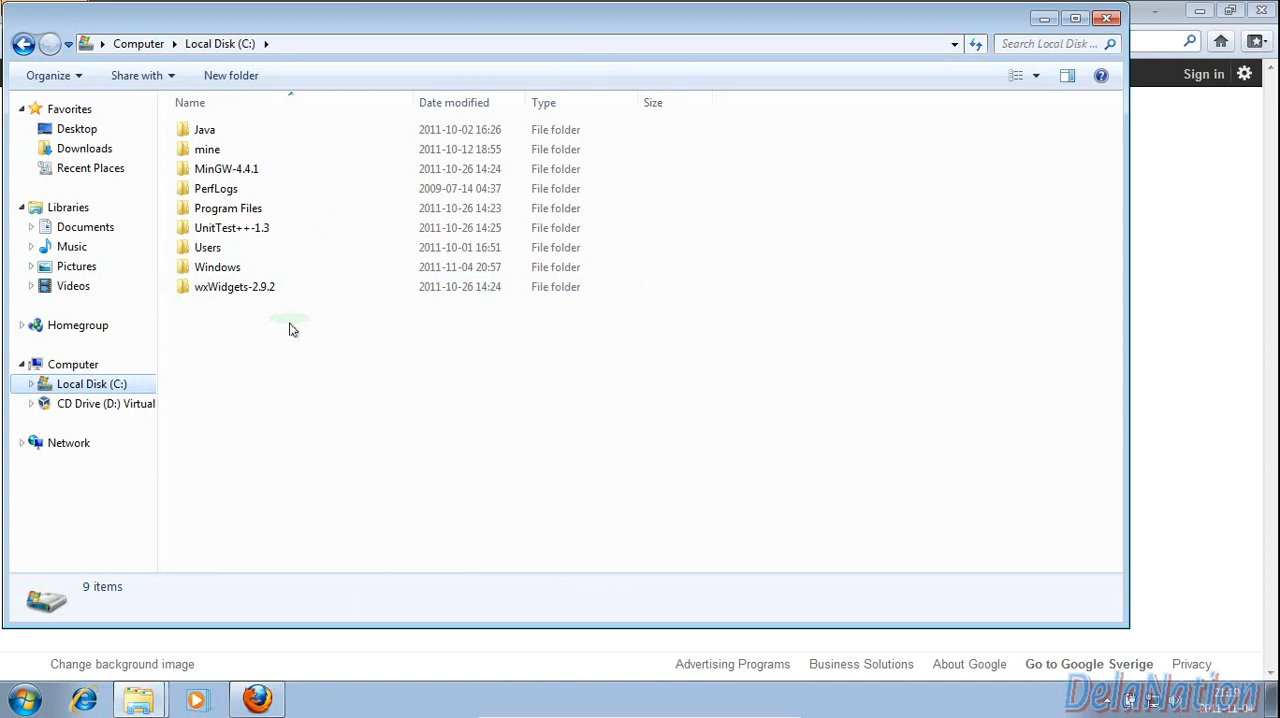 Computer Local Disk (C:) Search Local Disk ...
Organize Share with New folder
Sign in
Name Date modified Type Size
Favorites
Desktop
Downloads
Recent Places
Libraries
Documents
Music
Pictures
Videos
Homegroup
Computer
Local Disk (C:)
CD Drive (D:) Virtual
Network
Java 2011-10-02 16:26 File folder
mine 2011-10-12 18:55 File folder
MinGW-4.4.1 2011-10-26 14:24 File folder
PerfLogs 2009-07-14 04:37 File folder
Program Files 2011-10-26 14:23 File folder
UnitTest++-1.3 2011-10-26 14:25 File folder
Users 2011-10-01 16:51 File folder
Windows 2011-11-04 20:57 File folder
wxWidgets-2.9.2 2011-10-26 14:24 File folder
9 items
Change background image Advertising Programs Business Solutions About Google Go to Google Sverige Privacy
DelaNation
2011-11-04